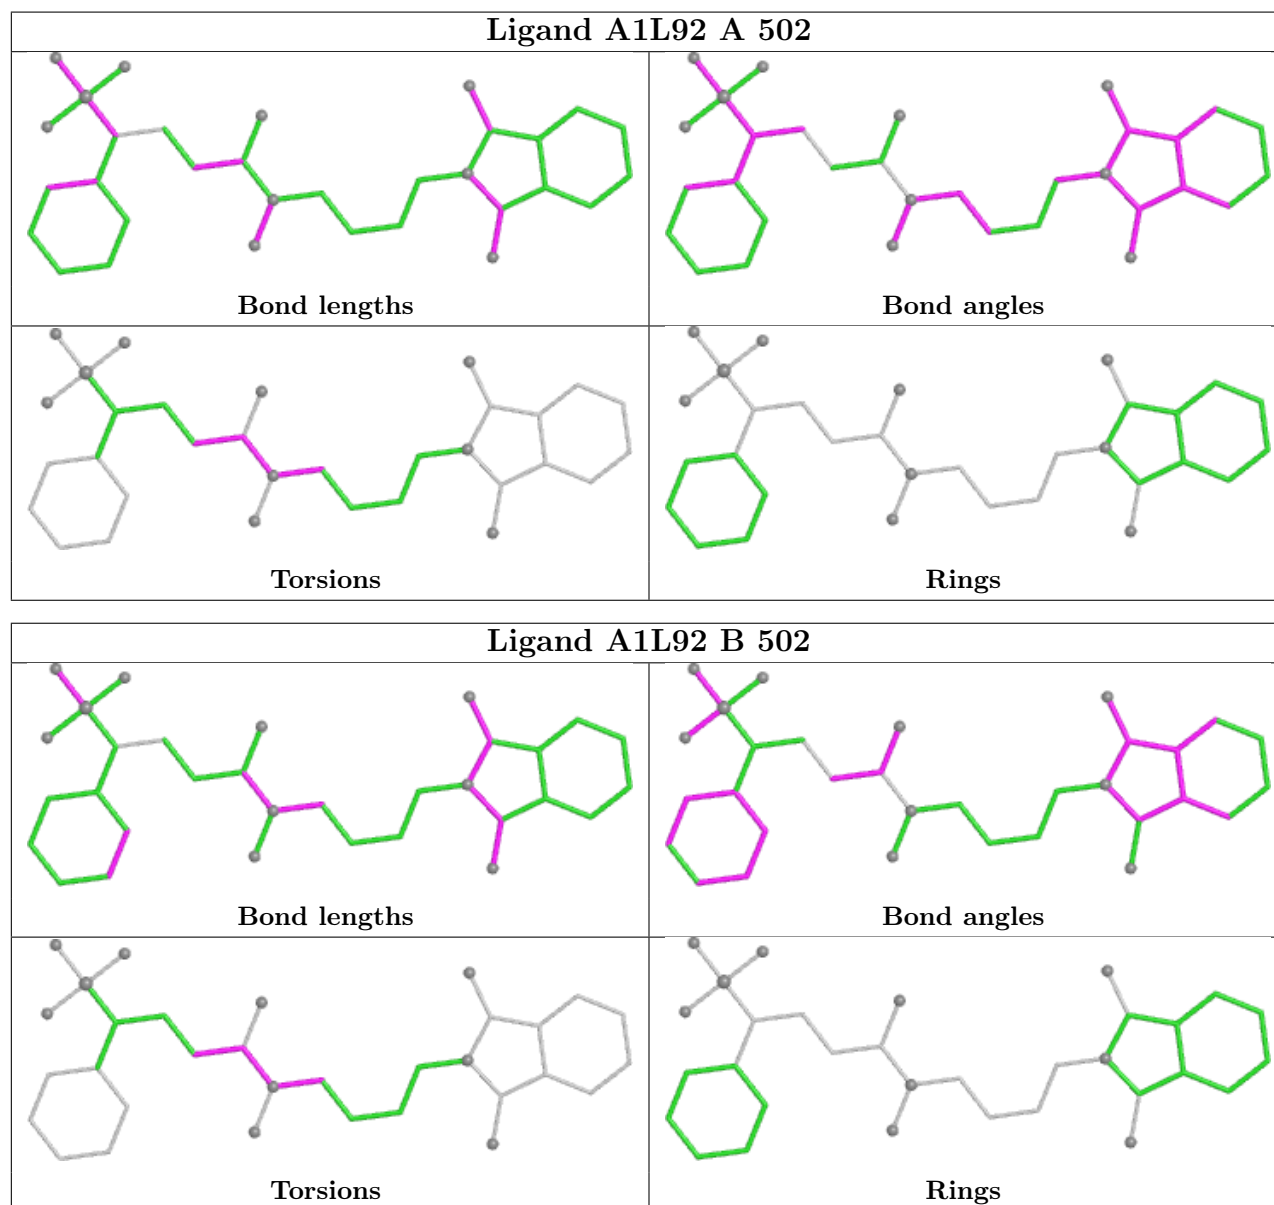 Ligand A1L92 A 502
Bond lengths
Bond angles
Torsions
Rings
Ligand A1L92 B 502
Bond lengths
Bond angles
Torsions
Rings